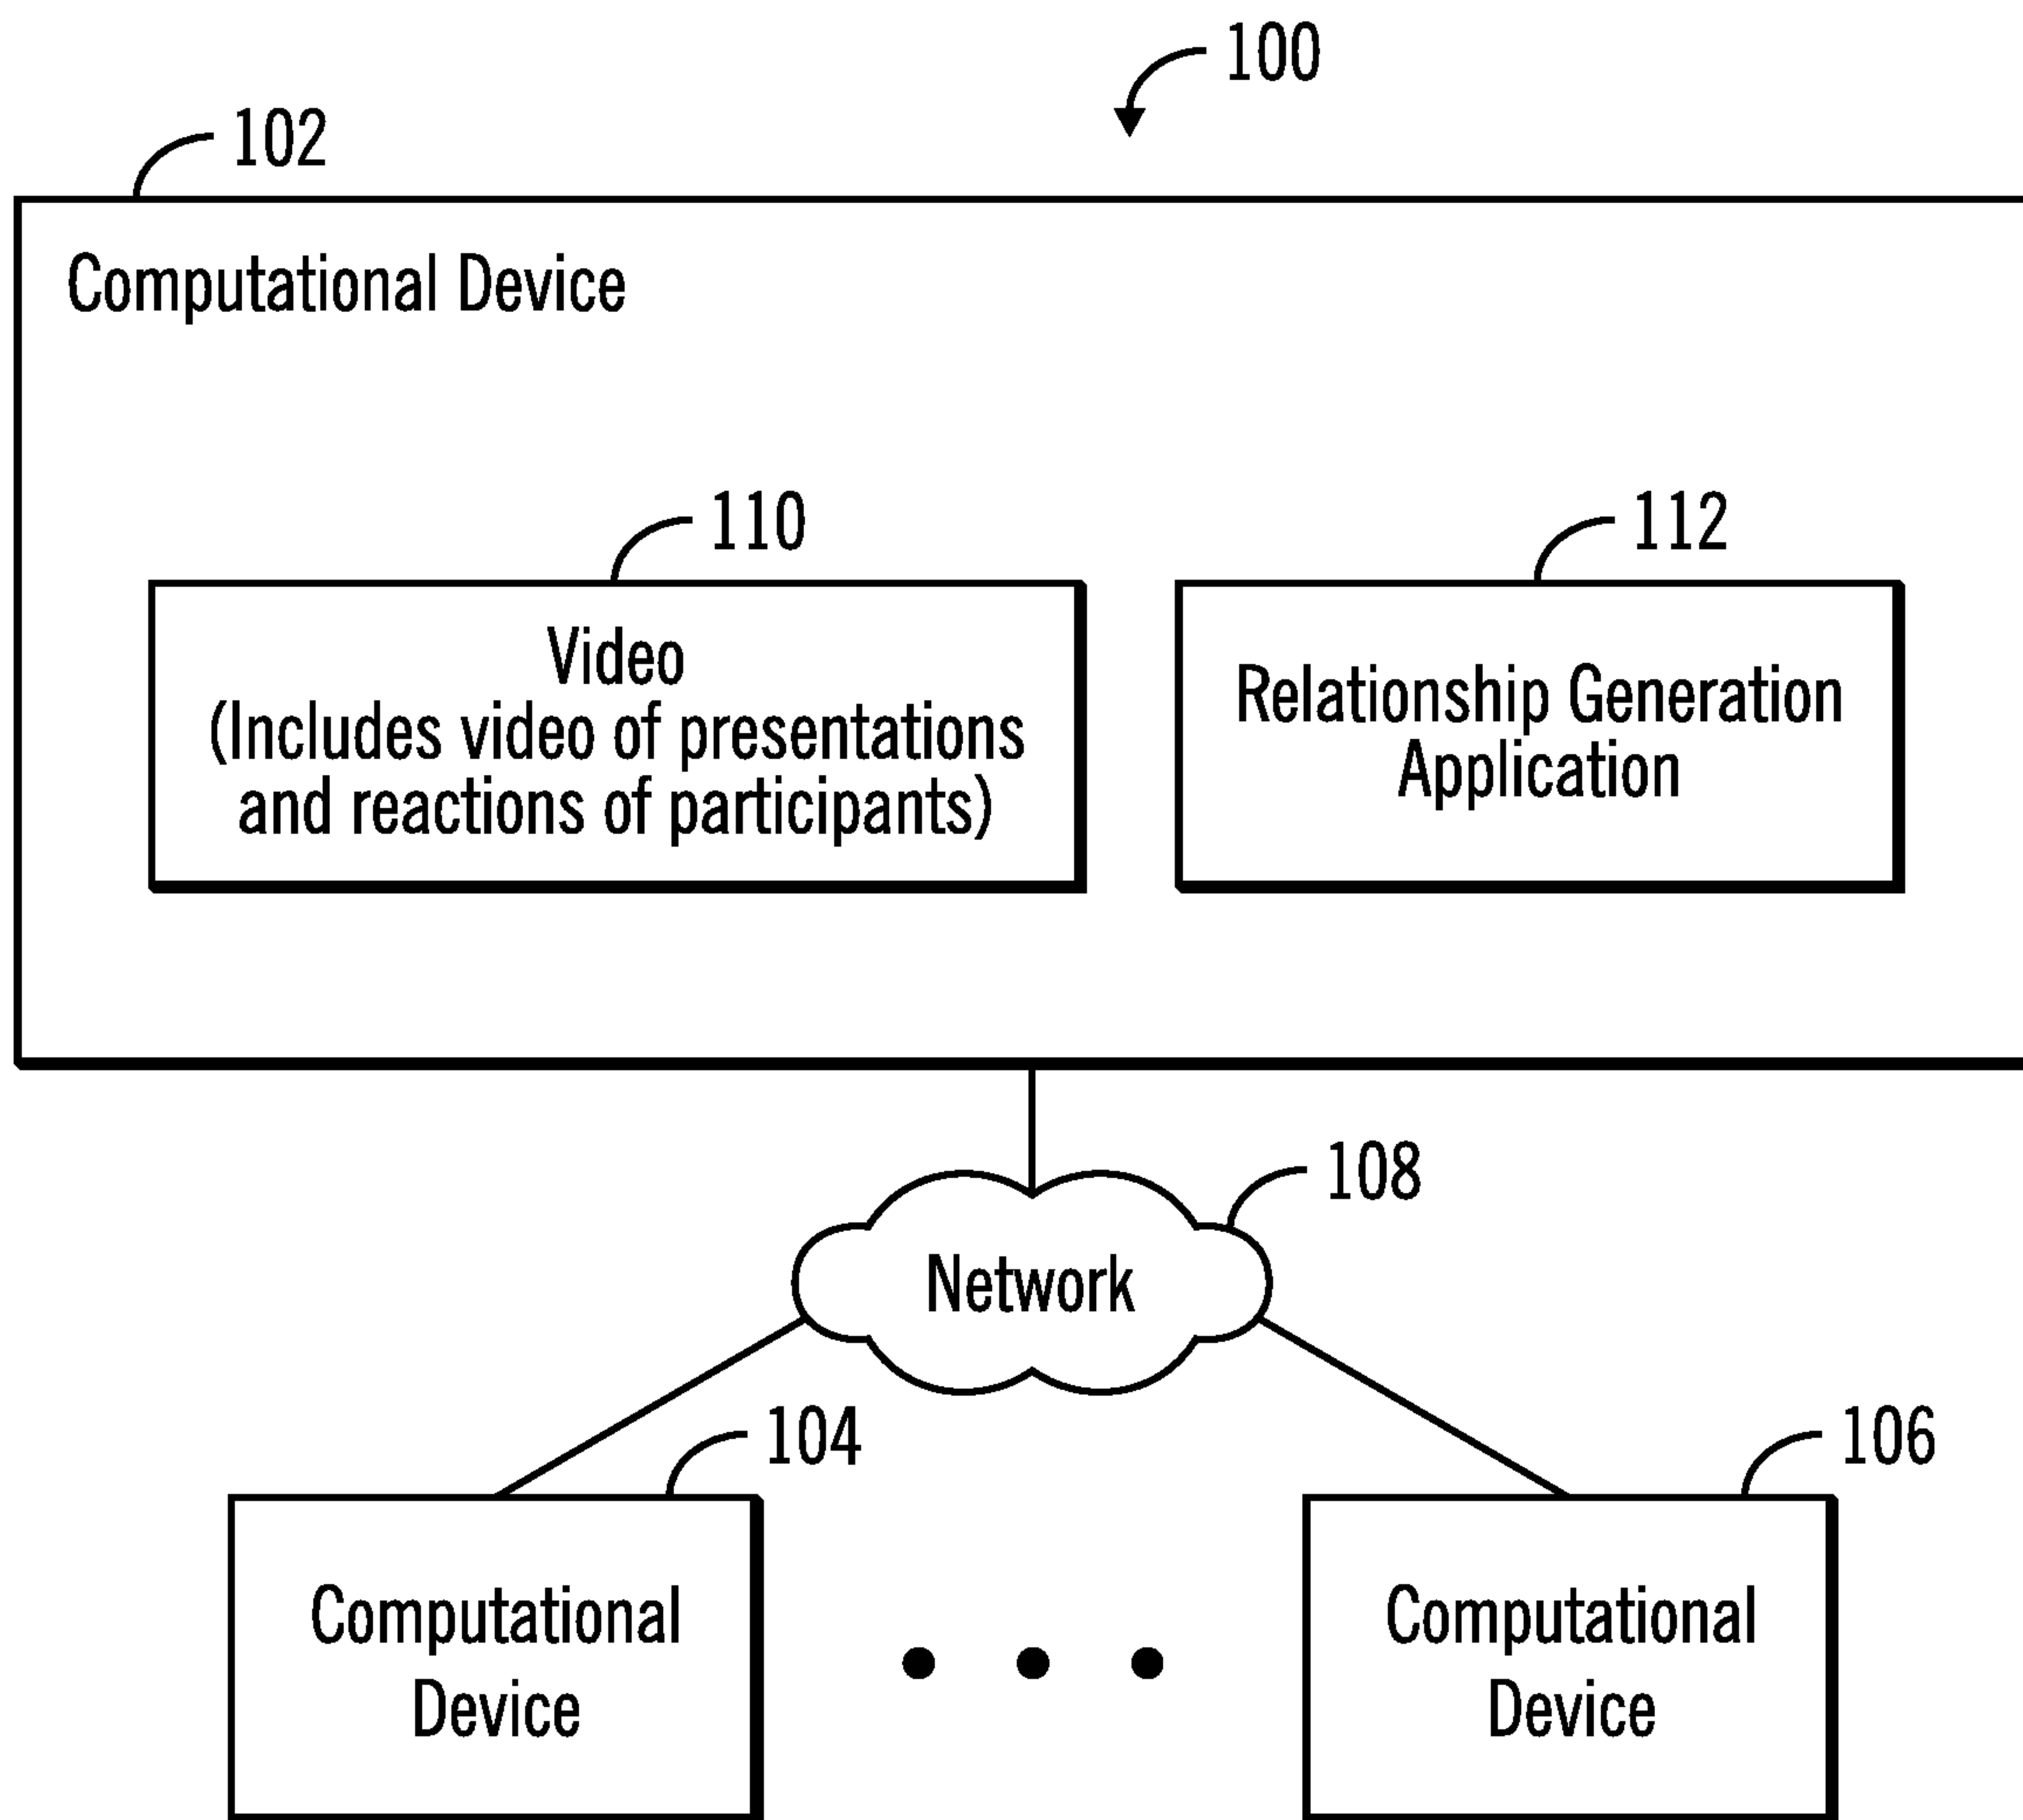 100
102
Computational Device
110
112
Video
(Includes video of presentations
and reactions of participants)
Relationship Generation
Application
108
Network
104
106
Computational
Device
Computational
Device